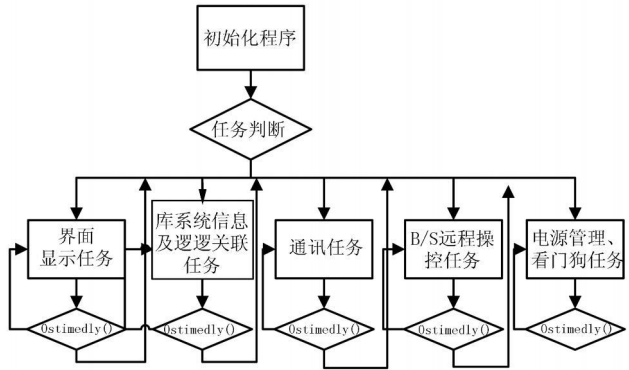 初始化程序
任务判断
界面
显示任务
库系统信息
及逻逻关联
任务
通讯任务
B/S远程操
控任务
电源管理、
看门狗任务
Ostimedly()
Ostimedly()
Ostimedly()
Ostimedly()
Ostimedly()